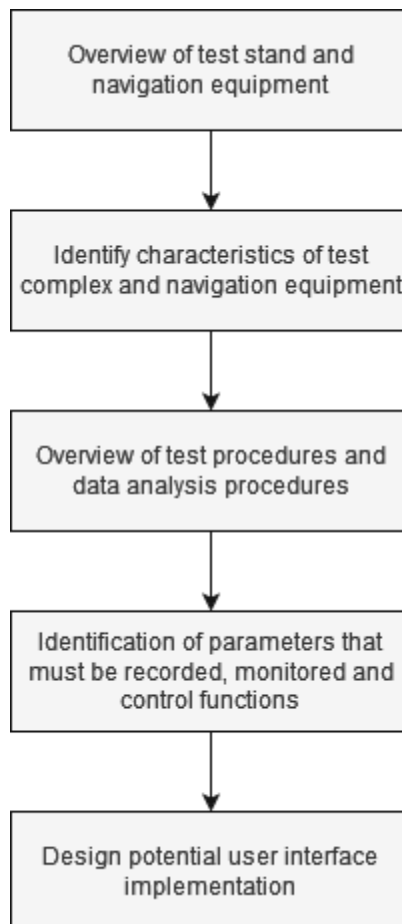 Overview of test stand and
navigation equipment
Identify characteristics of test
complex and navigation equipment
Overview of test procedures and
data analysis procedures
Identification of parameters that
must be recorded, monitored and
control functions
Design potential user interface
implementation